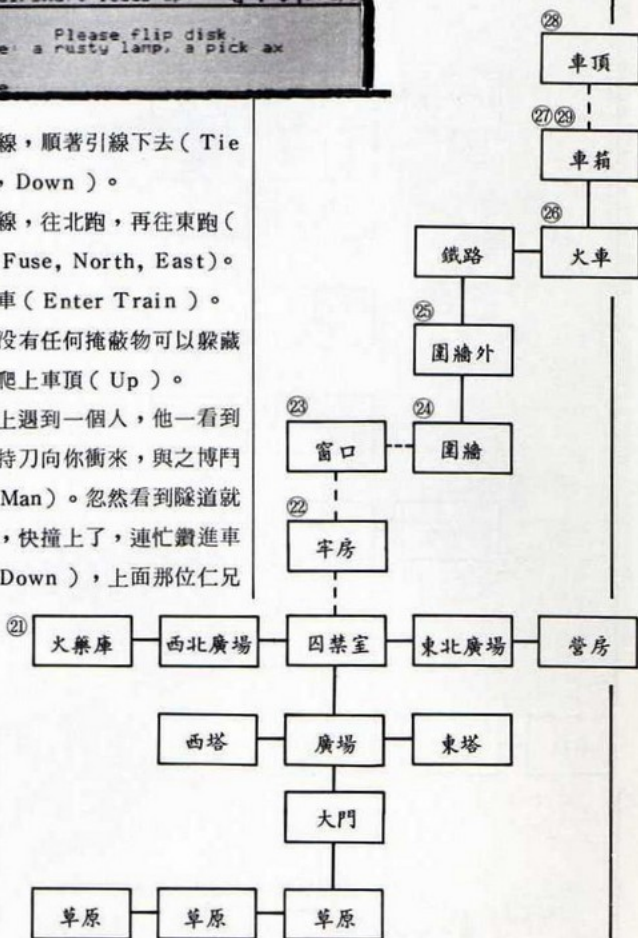 Please flip disk.
a rusty lamp, a pick ax
線，順著引線下去（Tie
，Down）。
線，往北跑，再往東跑（
Fuse, North, East)。
車（Enter Train）。
没有任何掩蔽物可以躲藏
爬上車頂（Up）。
上遇到一個人，他一看到
持刀向你衝來，與之博鬥
Man）。忽然看到隧道就
，快撞上了，連忙鑽進車
Down），上面那位仁兄
㉘
車頂
㉗㉙
車箱
㉖
鐵路
火車
㉕
圍牆外
㉓
㉔
窗口
圍牆
㉒
牢房
㉑
火藥庫
西北廣場
囚禁室
東北廣場
營房
西塔
廣場
東塔
大門
草原
草原
草原